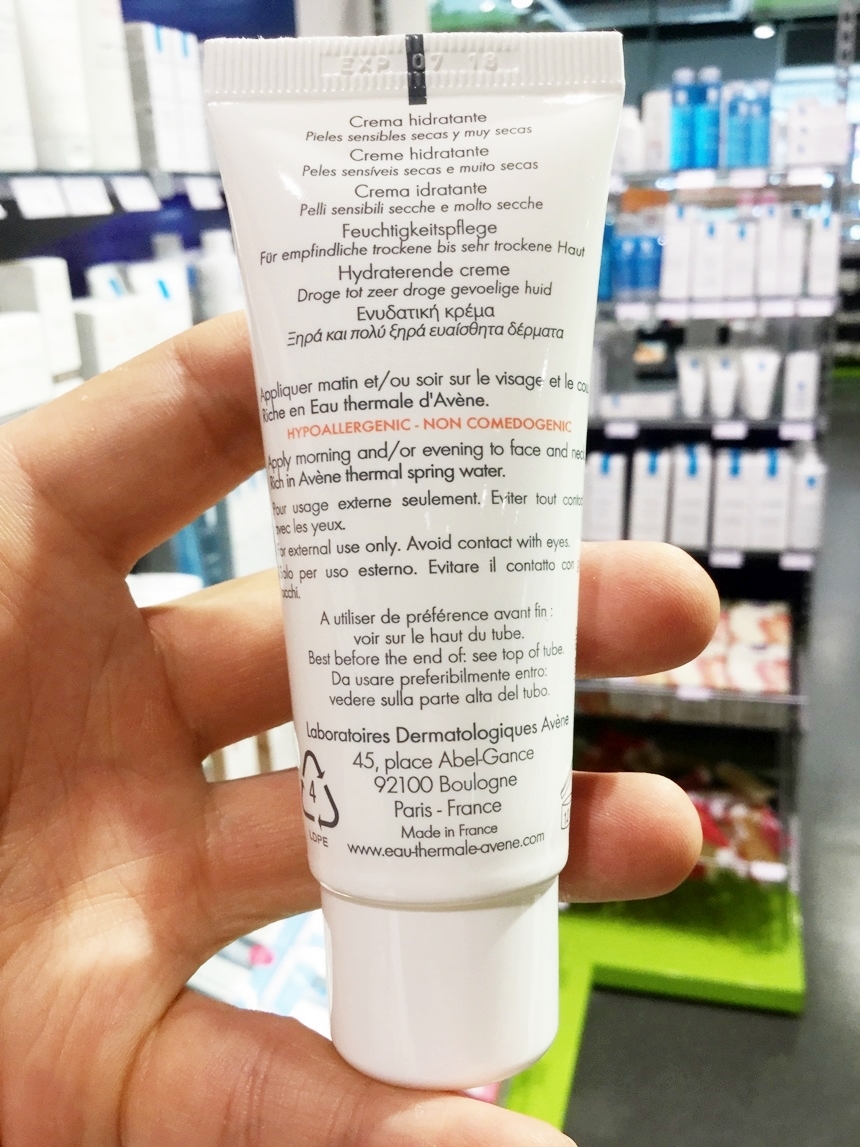 EXP 07 18
Crema hidratante
Pieles sensibles secas y muy secas
Creme hidratante
Peles sensíveis secas e muito secas
Crema idratante
Pelli sensibili secche e molto secche
Feuchtigkeitspflege
Für empfindliche trockene bis sehr trockene Haut
Hydraterende creme
Droge tot zeer droge gevoelige huid
Ενυδατική κρέμα
Ξηρά και πολύ ξηρά ευαίσθητα δέρματα
Appliquer matin et/ou soir sur le visage et le cou
Riche en Eau thermale d'Avène.
HYPOALLERGENIC - NON COMEDOGENIC
Apply morning and/or evening to face and
Rich in Avène thermal spring water.
Pour usage externe seulement. Eviter tout
avec les yeux.
For external use only. Avoid contact with eyes.
Solo per uso esterno. Evitare il contatto con
occhi.
A utiliser de préférence avant fin :
voir sur le haut du tube.
Best before the end of: see top of tube.
Da usare preferibilmente entro:
vedere sulla parte alta del tubo.
Laboratoires Dermatologiques Avène
45, place Abel-Gance
92100 Boulogne
Paris - France
Made in France
www.eau-thermale-avene.com
4
LDPE